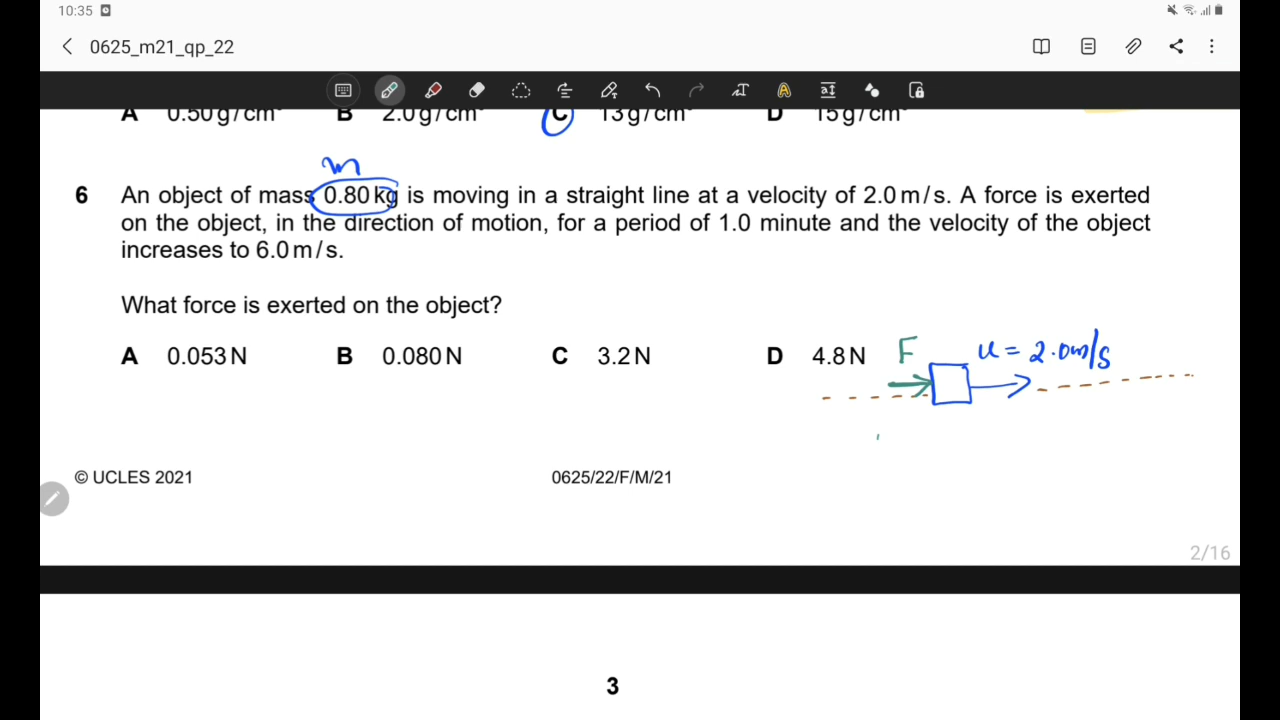 10:35
0625_m21_qp_22
A 0.50 g/cm³ B 2.0 g/cm³ C 13 g/cm³ D 15 g/cm³
m
6 An object of mass 0.80 kg is moving in a straight line at a velocity of 2.0 m/s. A force is exerted
on the object, in the direction of motion, for a period of 1.0 minute and the velocity of the object
increases to 6.0 m/s.
What force is exerted on the object?
A 0.053 N B 0.080 N C 3.2 N D 4.8 N
F u = 2.0m/s
© UCLES 2021 0625/22/F/M/21
2/16
3